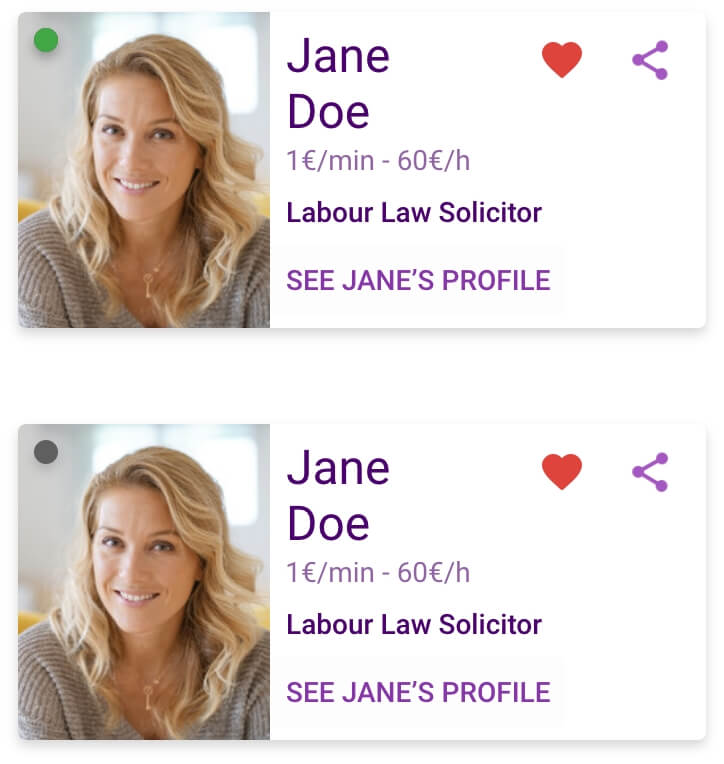 Jane
Doe
1€/min - 60€/h
Labour Law Solicitor
SEE JANE’S PROFILE
Jane
Doe
1€/min - 60€/h
Labour Law Solicitor
SEE JANE’S PROFILE